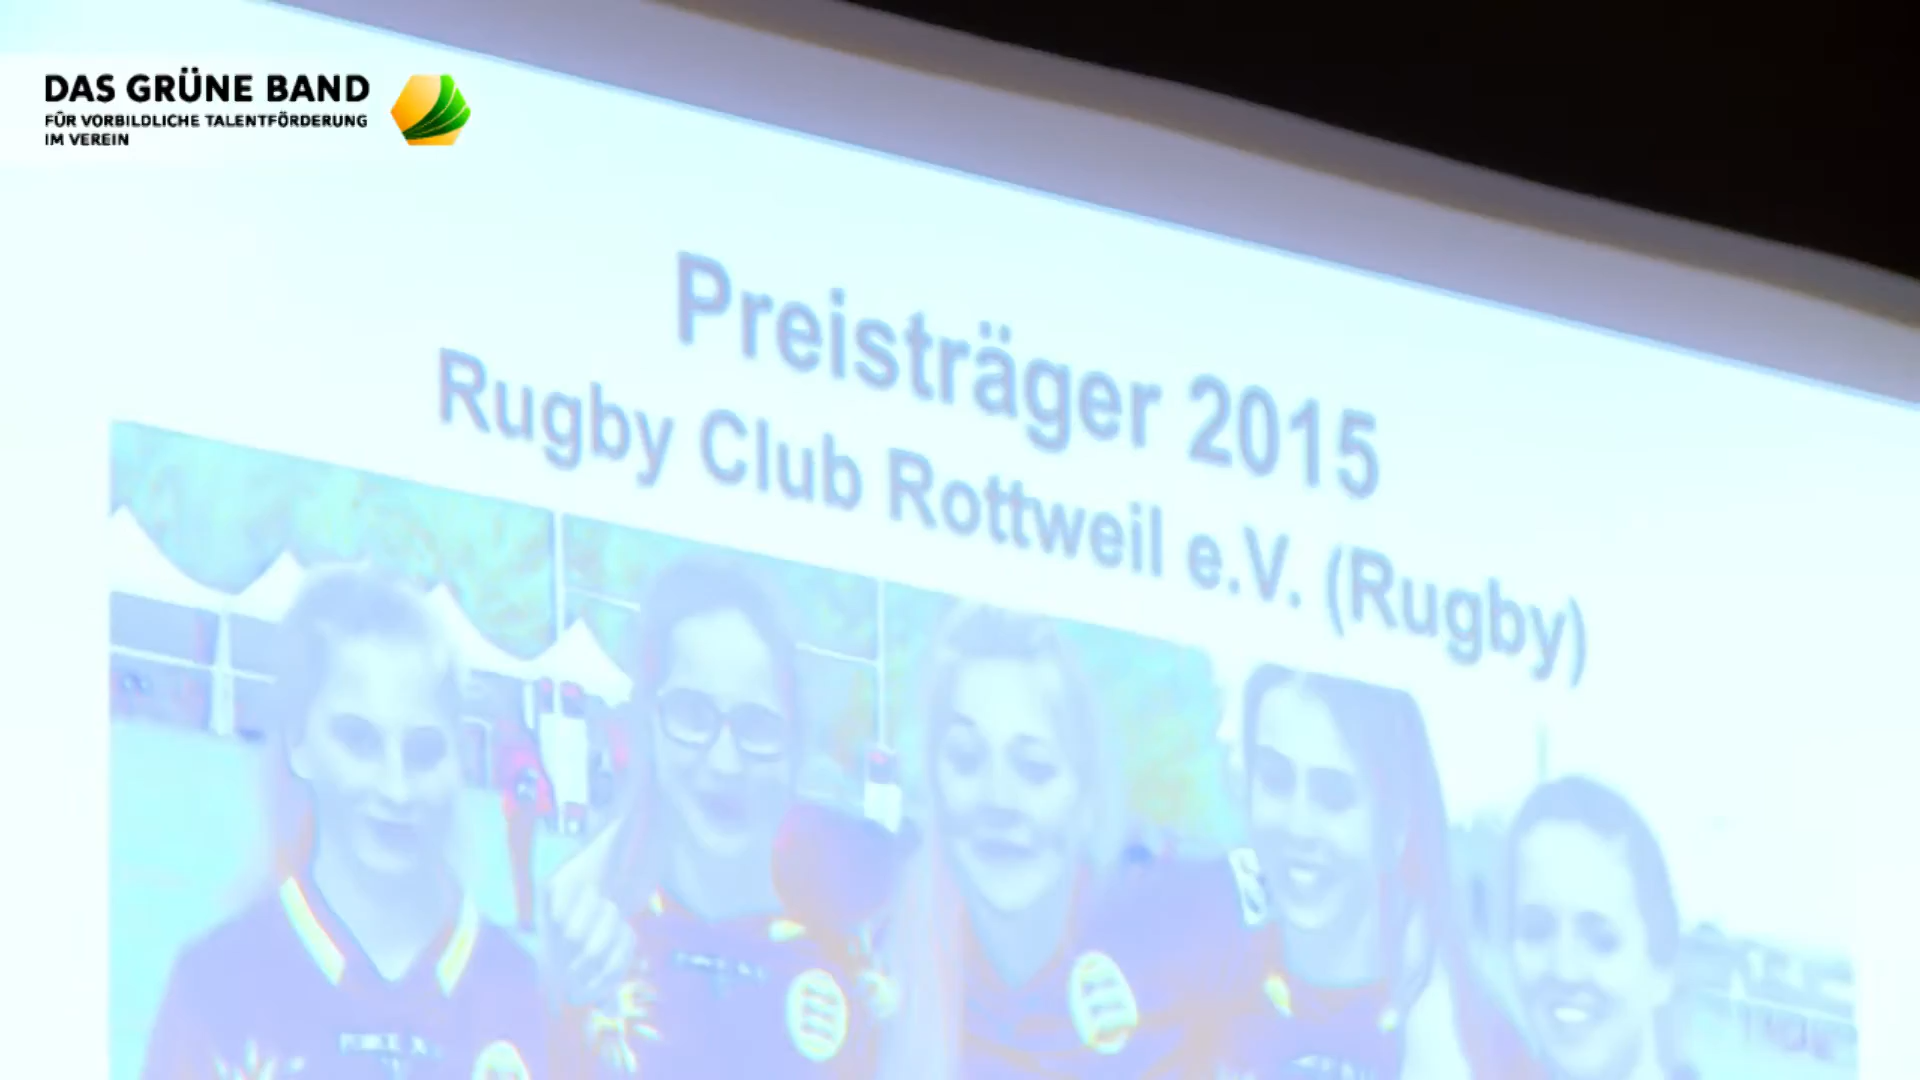 DAS GRÜNE BAND
FÜR VORBILDLICHE TALENTFÖRDERUNG
IM VEREIN
Preisträger 2015
Rugby Club Rottweil e.V. (Rugby)